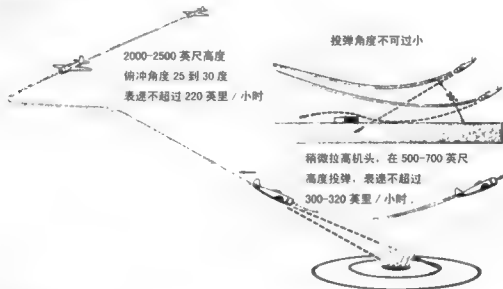 2000-2500 英尺高度
俯冲角度 25 到 30 度
表速不超过 220 英里 / 小时
投弹角度不可过小
稍微拉高机头，在 500-700 英尺
高度投弹，表速不超过
300-320 英里 / 小时．